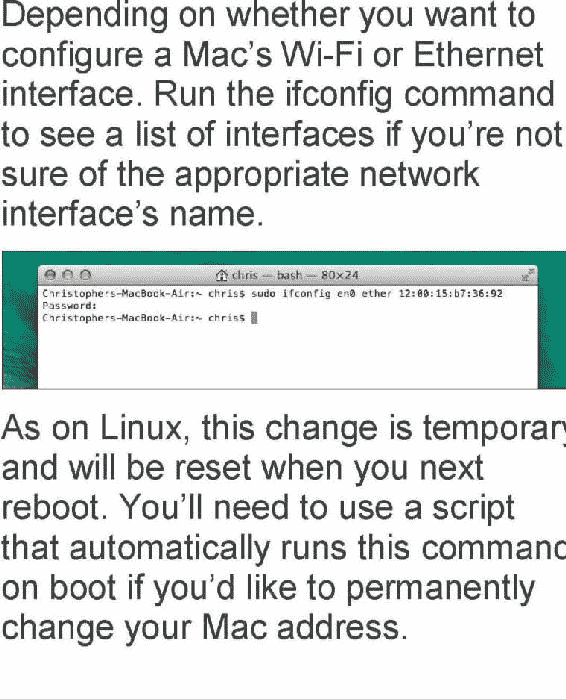 Depending on whether you want to
configure a Mac's Wi-Fi or Ethernet
interface. Run the ifconfig command
to see a list of interfaces if you're not
sure of the appropriate network
interface's name.
chris — bash — 80×24
Christophers-MacBook-Air:~ chris$ sudo ifconfig en0 ether 12:00:15:b7:36:92
Password:
Christophers-MacBook-Air:~ chris$
As on Linux, this change is temporary
and will be reset when you next
reboot. You'll need to use a script
that automatically runs this command
on boot if you'd like to permanently
change your Mac address.